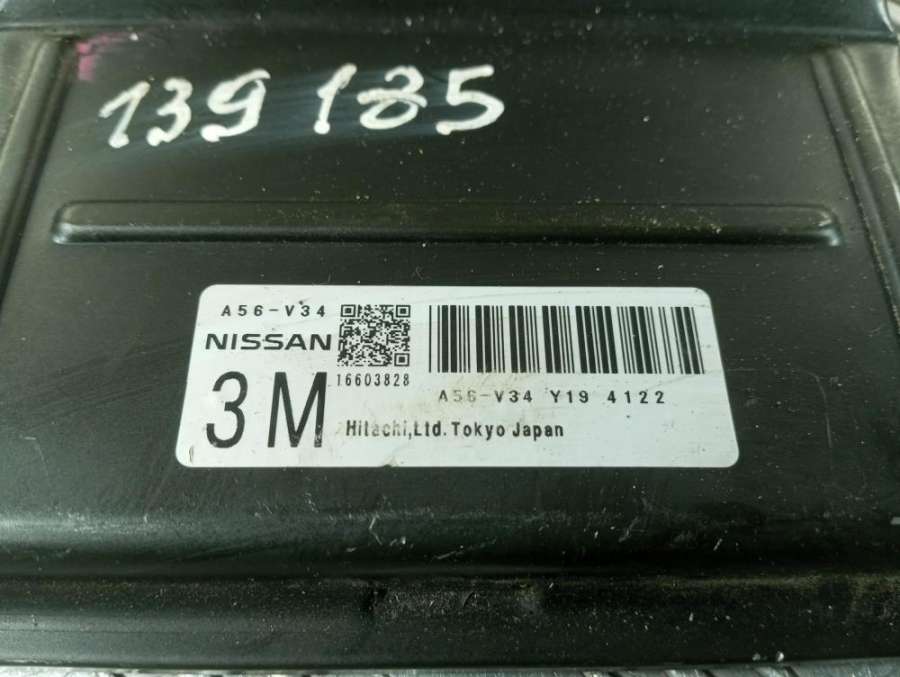 139 185
A56-V34
NISSAN
16603828
3M
A56-V34 Y19 4122
Hitachi,Ltd.Tokyo Japan